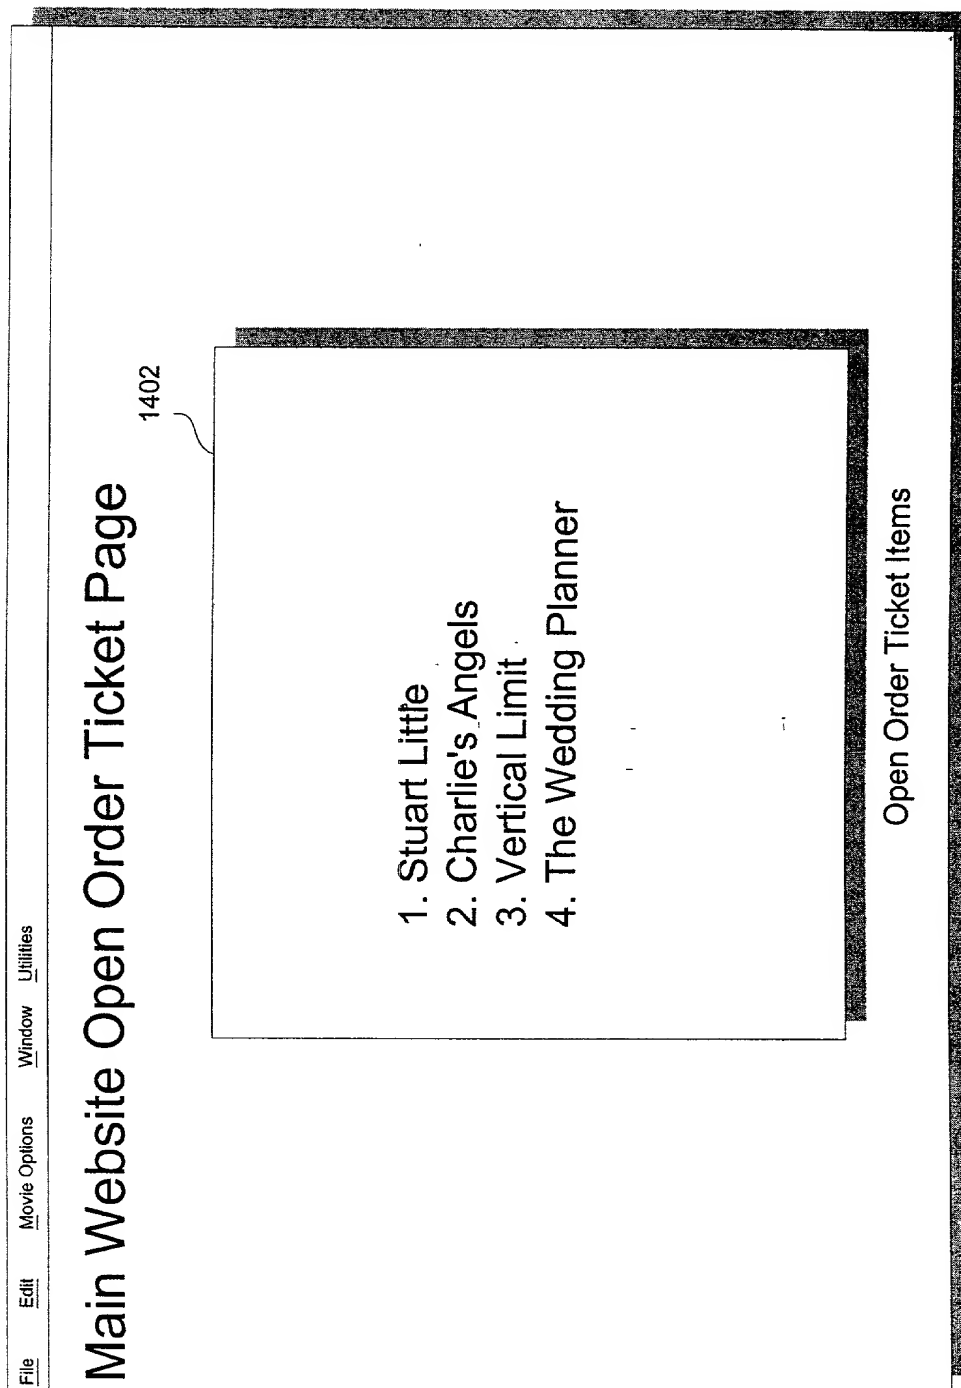 File Edit Movie Options Window Utilities
Main Website Open Order Ticket Page
1402
1. Stuart Little
2. Charlie's Angels
3. Vertical Limit
4. The Wedding Planner
Open Order Ticket Items